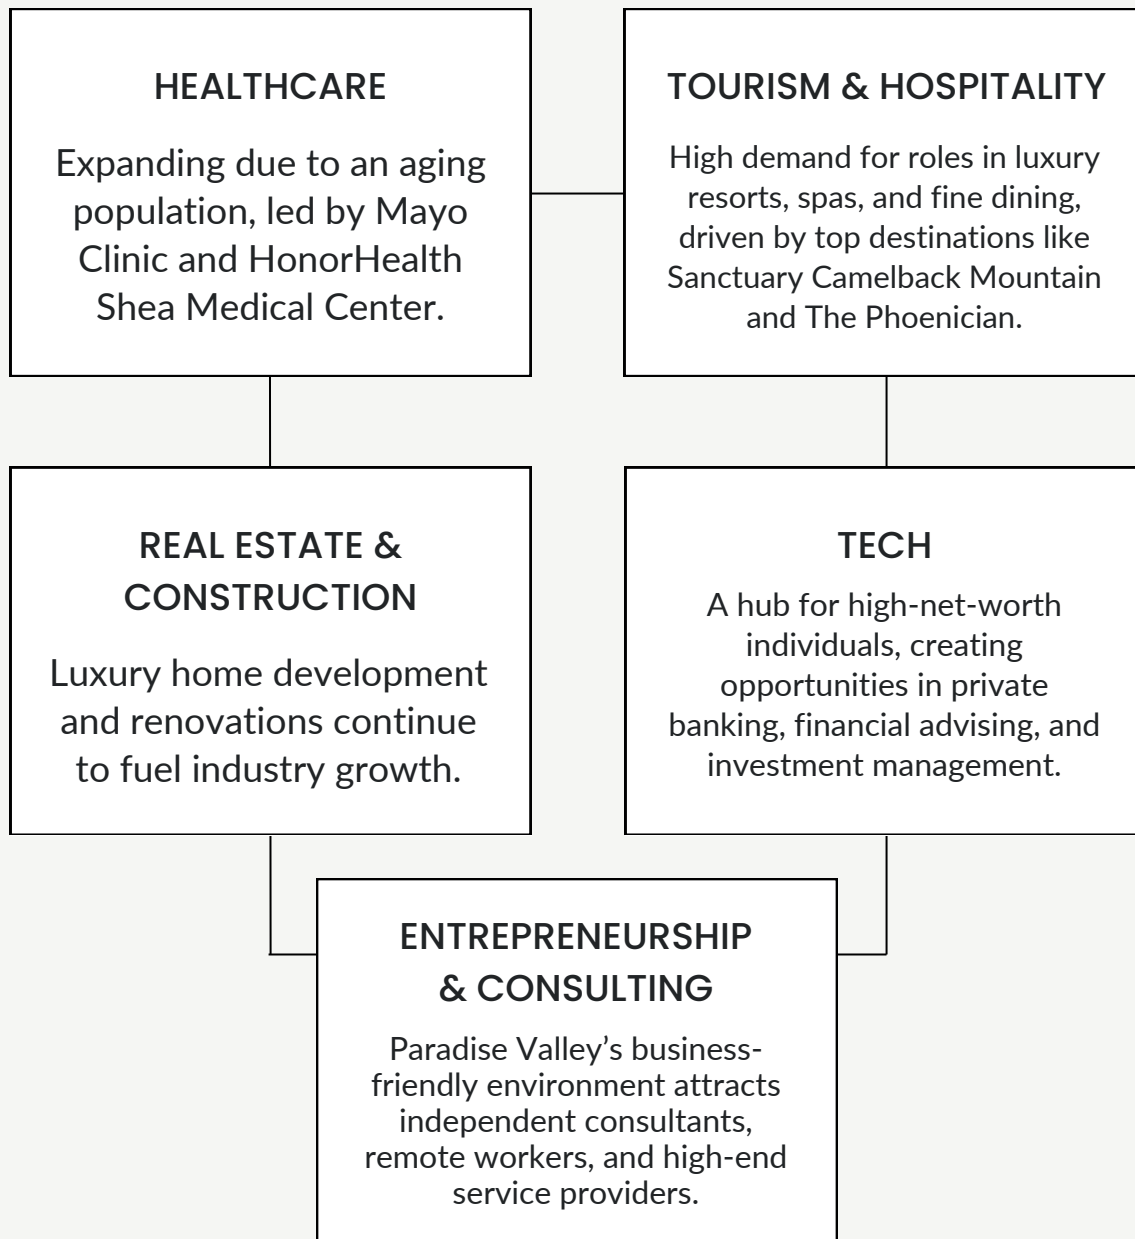 HEALTHCARE
Expanding due to an aging
population, led by Mayo
Clinic and HonorHealth
Shea Medical Center.
TOURISM & HOSPITALITY
High demand for roles in luxury
resorts, spas, and fine dining,
driven by top destinations like
Sanctuary Camelback Mountain
and The Phoenician.
REAL ESTATE &
CONSTRUCTION
Luxury home development
and renovations continue
to fuel industry growth.
TECH
A hub for high-net-worth
individuals, creating
opportunities in private
banking, financial advising, and
investment management.
ENTREPRENEURSHIP
& CONSULTING
Paradise Valley’s business-
friendly environment attracts
independent consultants,
remote workers, and high-end
service providers.